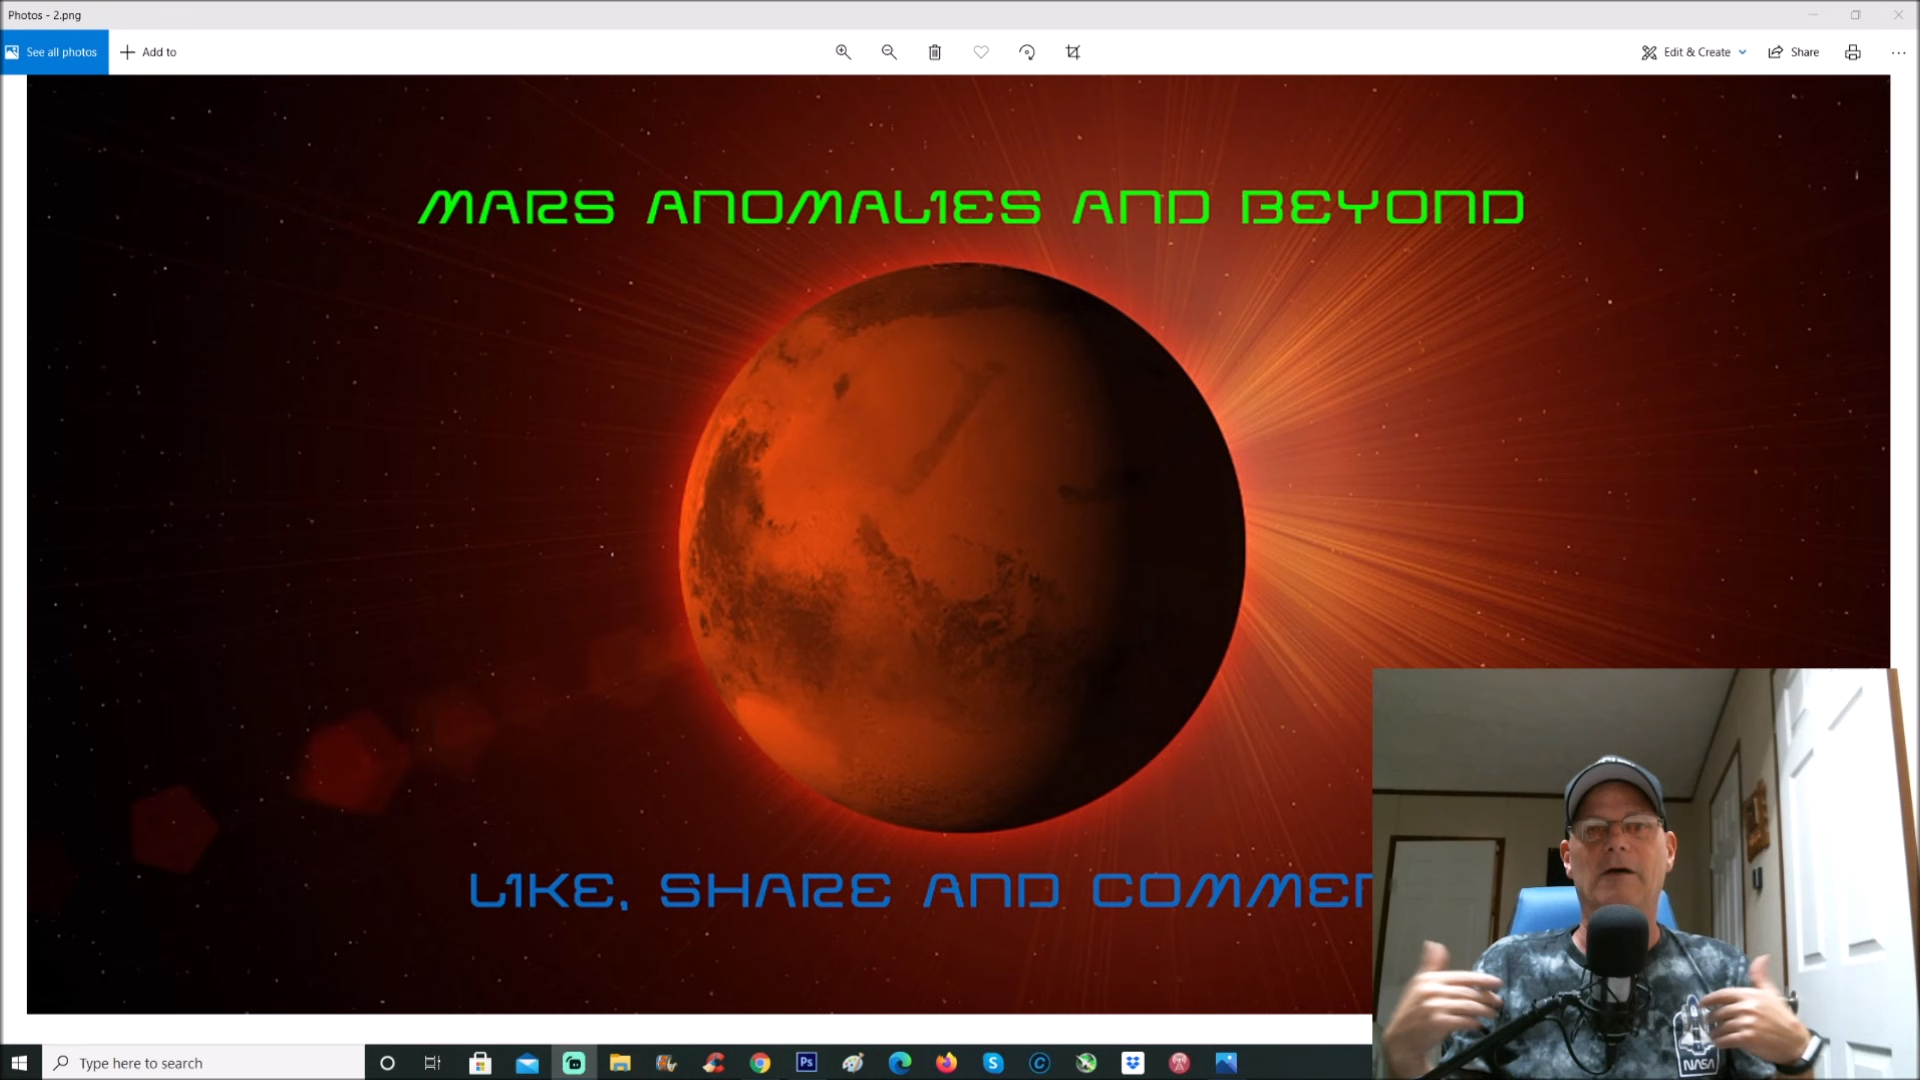 Photos - 2.png
See all photos
Add to
Edit & Create
Share
MARS ANOMALIES AND BEYOND
LIKE, SHARE AND COMMEN
NASA
Type here to search
Ps